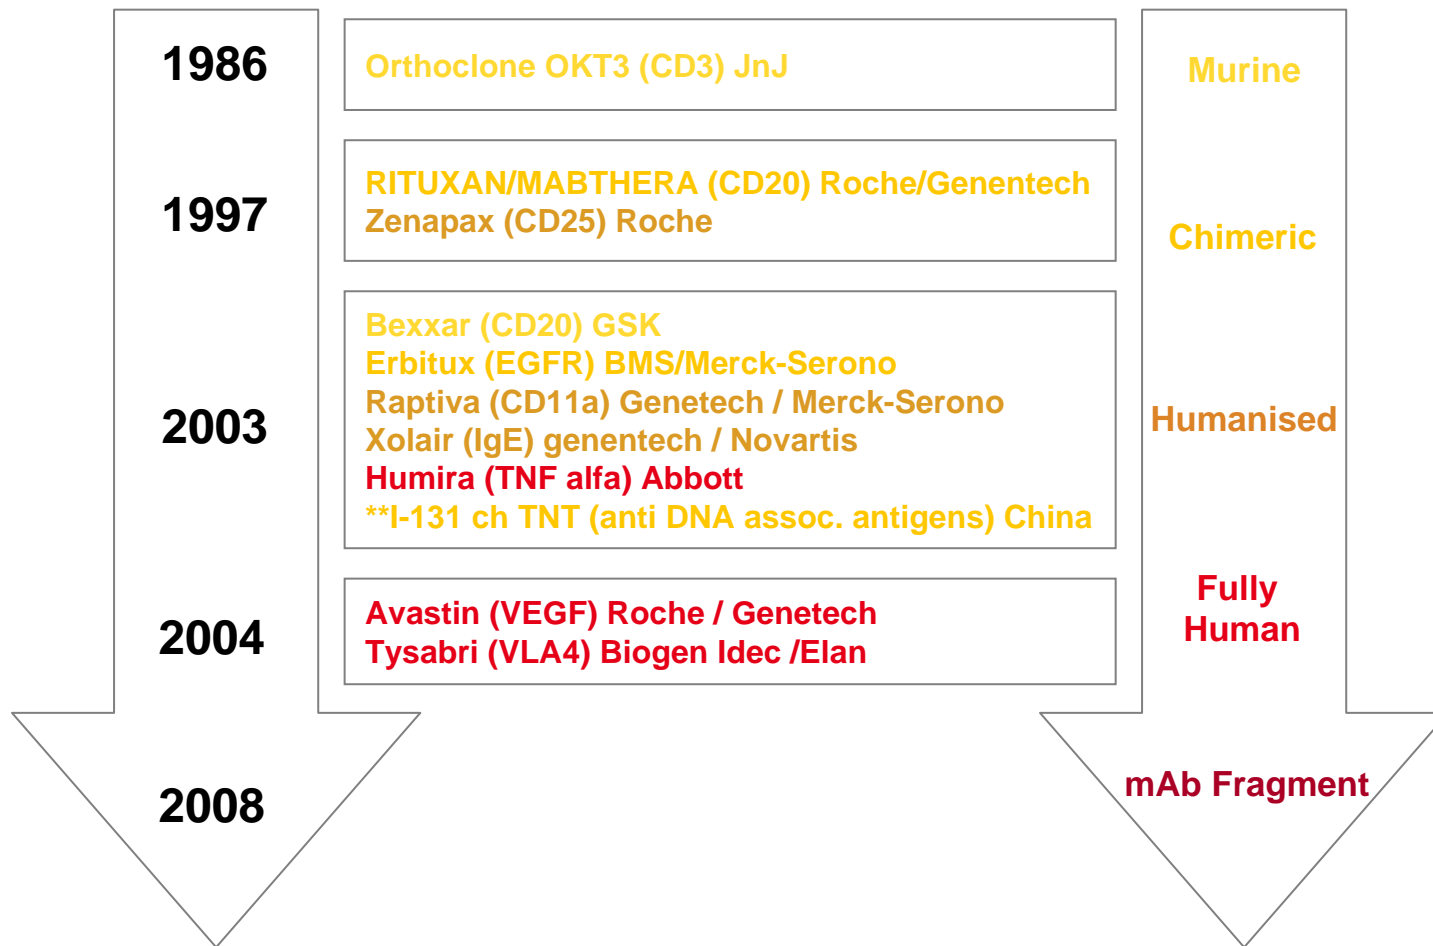 1986
Orthoclone OKT3 (CD3) JnJ
Murine
1997
RITUXAN/MABTHERA (CD20) Roche/Genentech
Zenapax (CD25) Roche
Chimeric
2003
Bexxar (CD20) GSK
Erbitux (EGFR) BMS/Merck-Serono
Raptiva (CD11a) Genetech / Merck-Serono
Xolair (IgE) genentech / Novartis
Humira (TNF alfa) Abbott
**I-131 ch TNT (anti DNA assoc. antigens) China
Humanised
2004
Avastin (VEGF) Roche / Genetech
Tysabri (VLA4) Biogen Idec /Elan
Fully
Human
2008
mAb Fragment